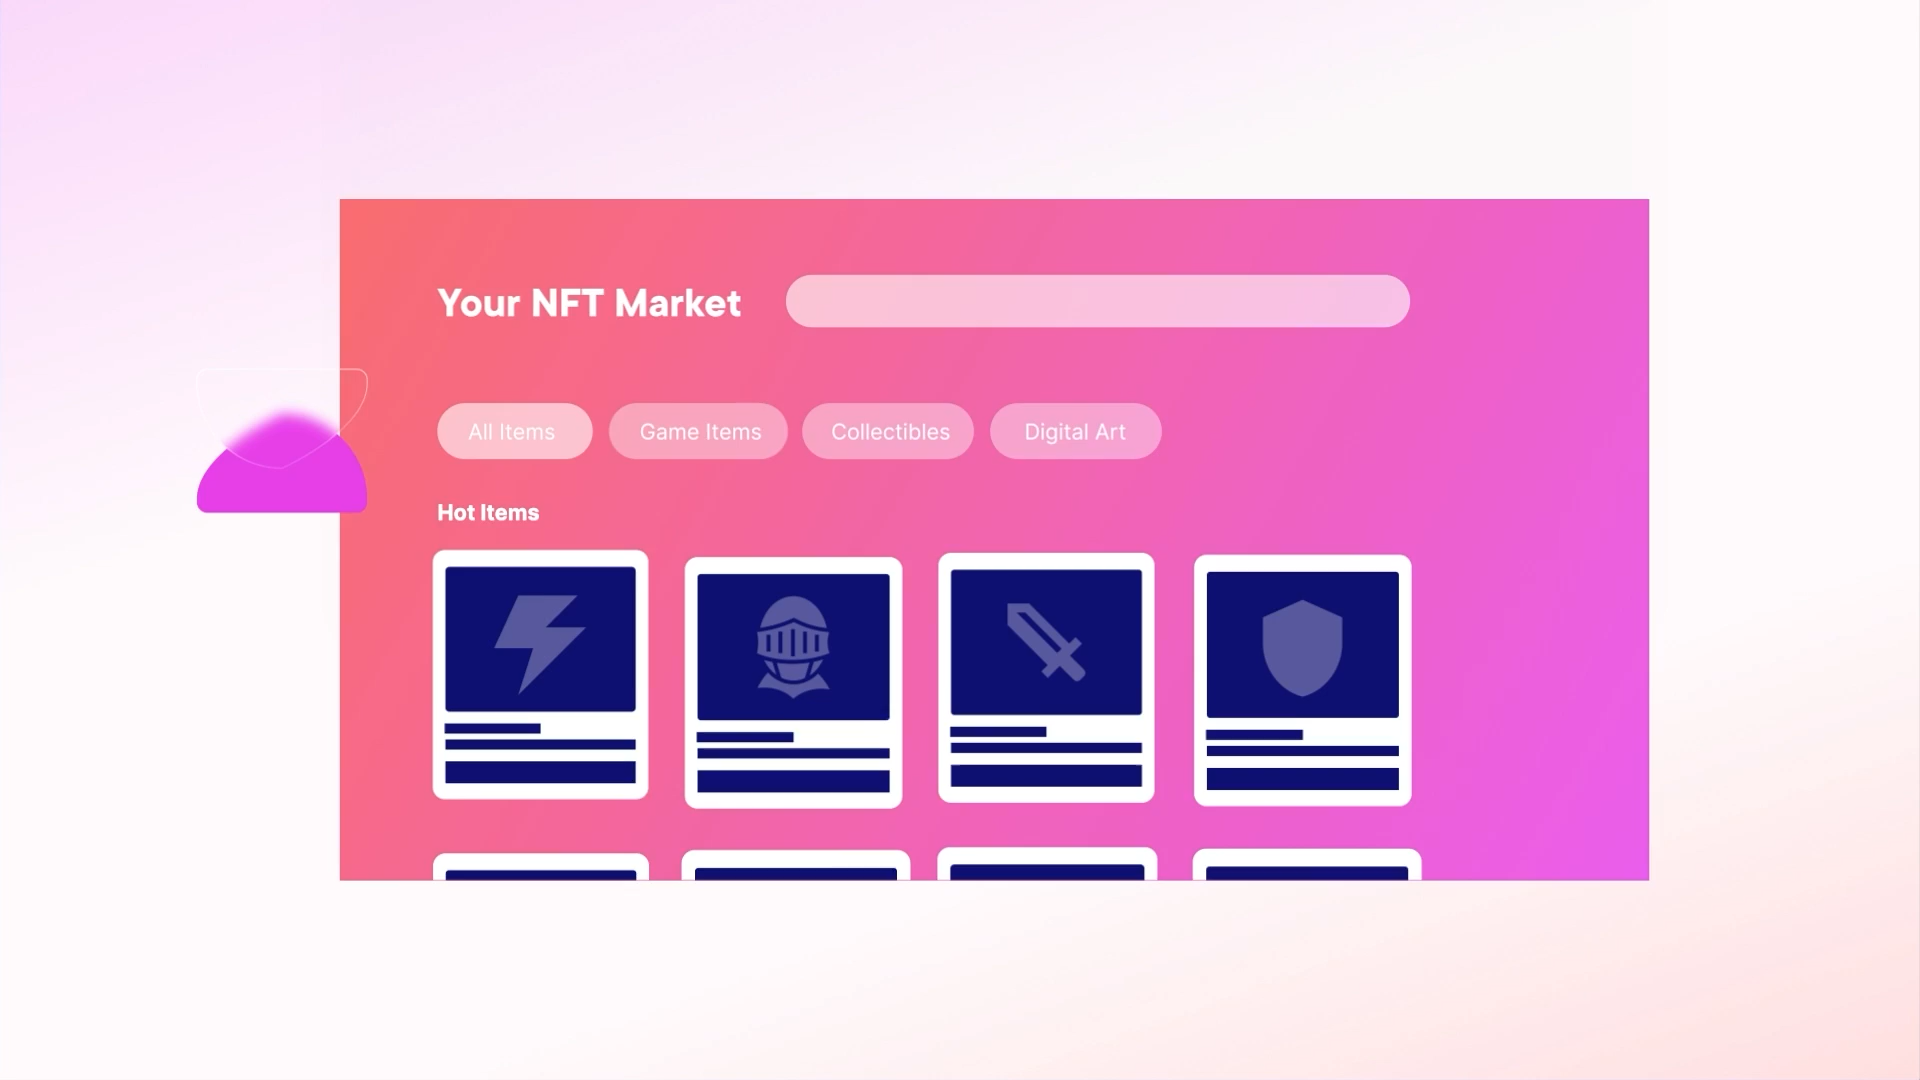 Your NFT Market
All Items
Game Items
Collectibles
Digital Art
Hot Items